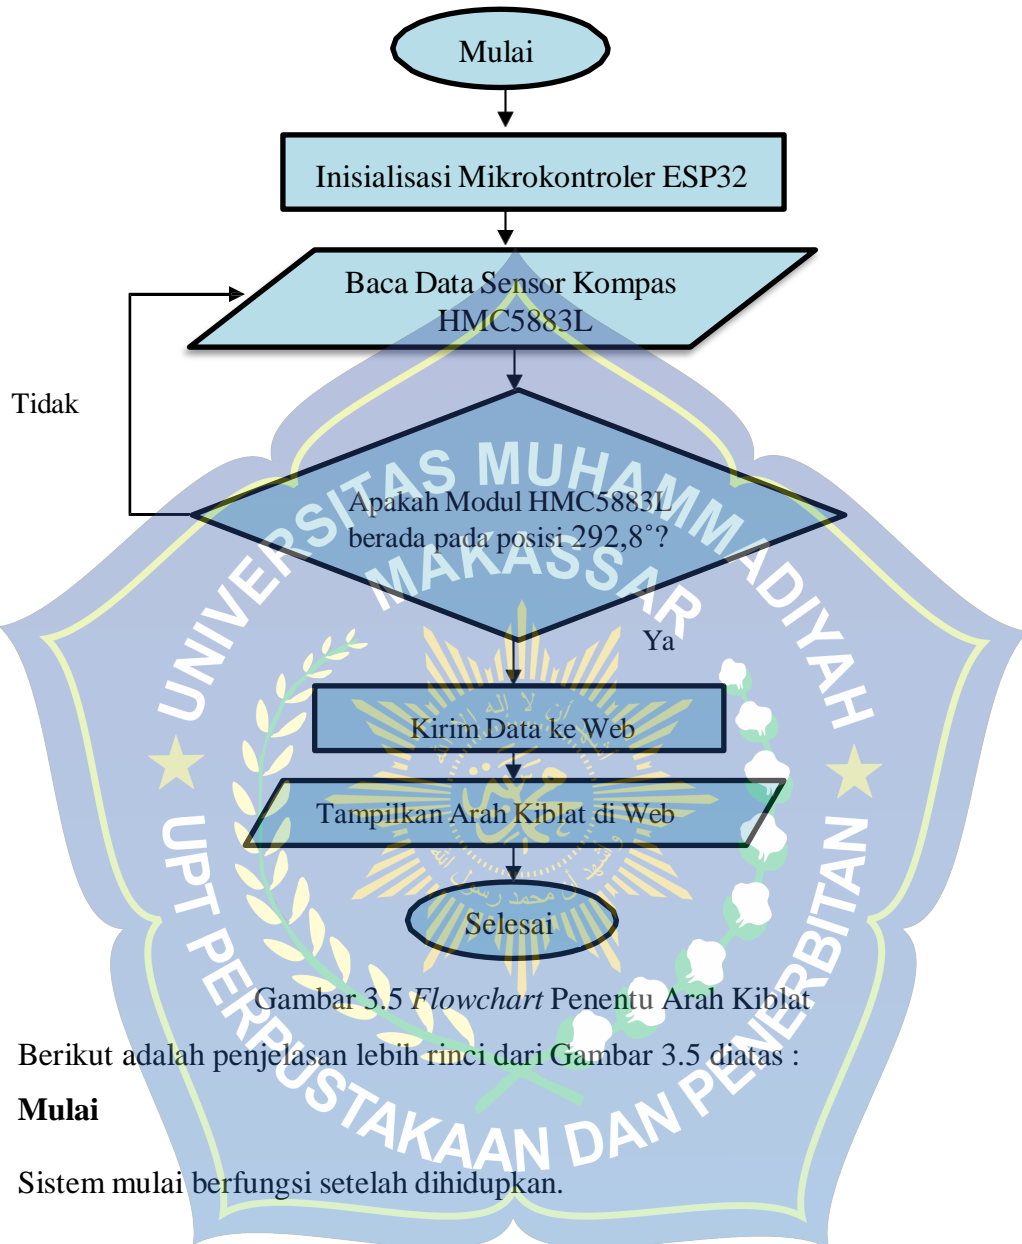 Mulai
Inisialisasi Mikrokontroler ESP32
Baca Data Sensor Kompas
HMC5883L
Tidak
Apakah Modul HMC5883L
berada pada posisi 292,8˚?
Ya
Kirim Data ke Web
Tampilkan Arah Kiblat di Web
Selesai
Gambar 3.5 Flowchart Penentu Arah Kiblat
Berikut adalah penjelasan lebih rinci dari Gambar 3.5 diatas :
Mulai
Sistem mulai berfungsi setelah dihidupkan.
UNIVERSITAS MUHAMMADIYAH
MAKASSAR
UPT PERPUSTAKAAN DAN PENERBITAN